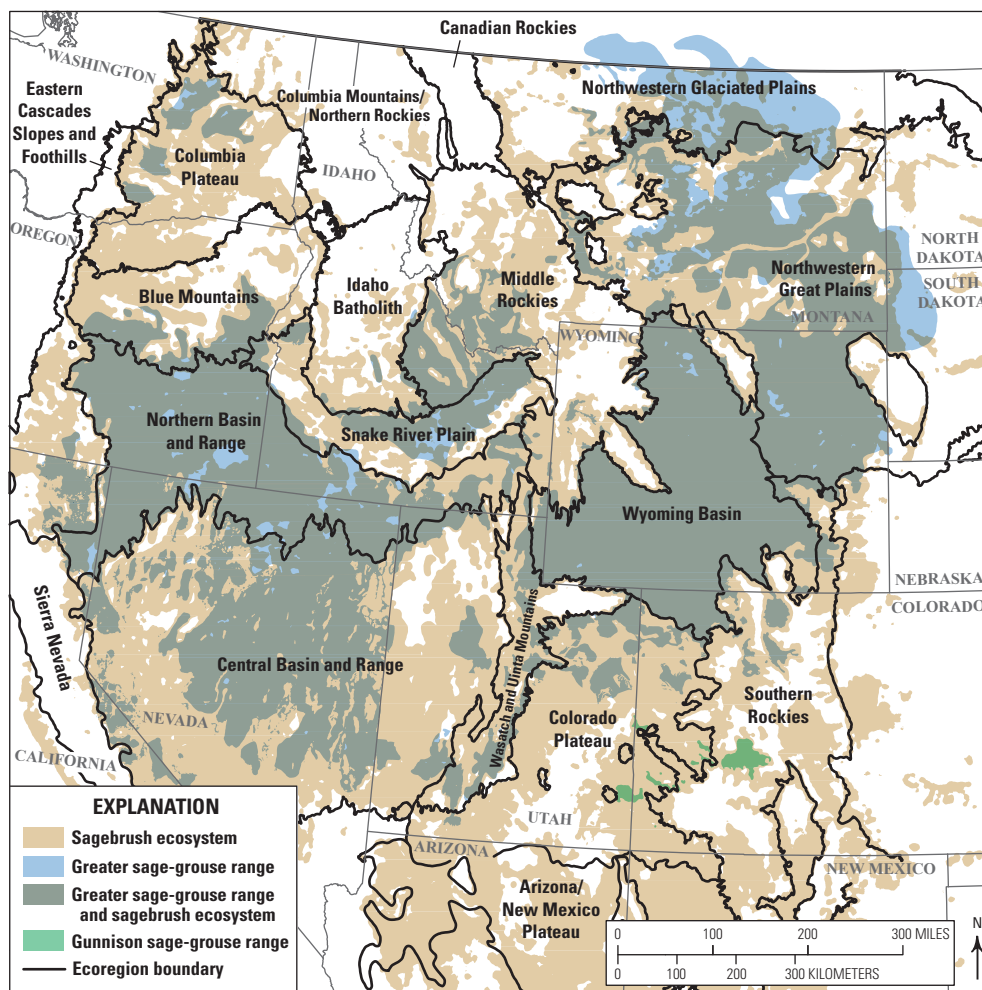 Canadian Rockies
WASHINGTON
Eastern
Cascades
Slopes and
Foothills
Columbia Mountains/
Northern Rockies
Northwestern Glaciated Plains
Columbia
Plateau
IDAHO
OREGON
NORTH
DAKOTA
SOUTH
DAKOTA
Blue Mountains
Idaho
Batholith
Middle
Rockies
Northwestern
Great Plains
MONTANA
WYOMING
Northern Basin
and Range
Snake River Plain
Wyoming Basin
NEBRASKA
COLORADO
Sierra Nevada
Central Basin and Range
Wasatch and Uinta Mountains
Southern
Rockies
Colorado
Plateau
NEVADA
CALIFORNIA
UTAH
ARIZONA
NEW MEXICO
Arizona/
New Mexico
Plateau
EXPLANATION
Sagebrush ecosystem
Greater sage-grouse range
Greater sage-grouse range
and sagebrush ecosystem
Gunnison sage-grouse range
Ecoregion boundary
0 100 200 300 MILES
0 100 200 300 KILOMETERS
N